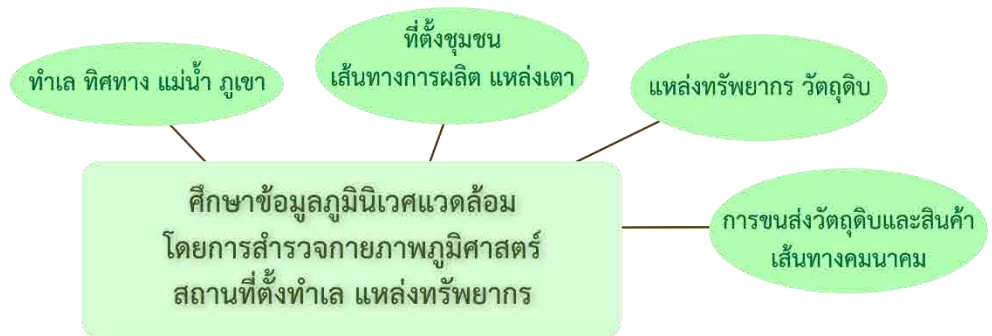 ทำเล ทิศทาง แม่น้ำ ภูเขา
ที่ตั้งชุมชน
เส้นทางการผลิต แหล่งเตา
แหล่งทรัพยากร วัตถุดิบ
การขนส่งวัตถุดิบและสินค้า
เส้นทางคมนาคม
ศึกษาข้อมูลภูมินิเวศแวดล้อม
โดยการสำรวจกายภาพภูมิศาสตร์
สถานที่ตั้งทำเล แหล่งทรัพยากร